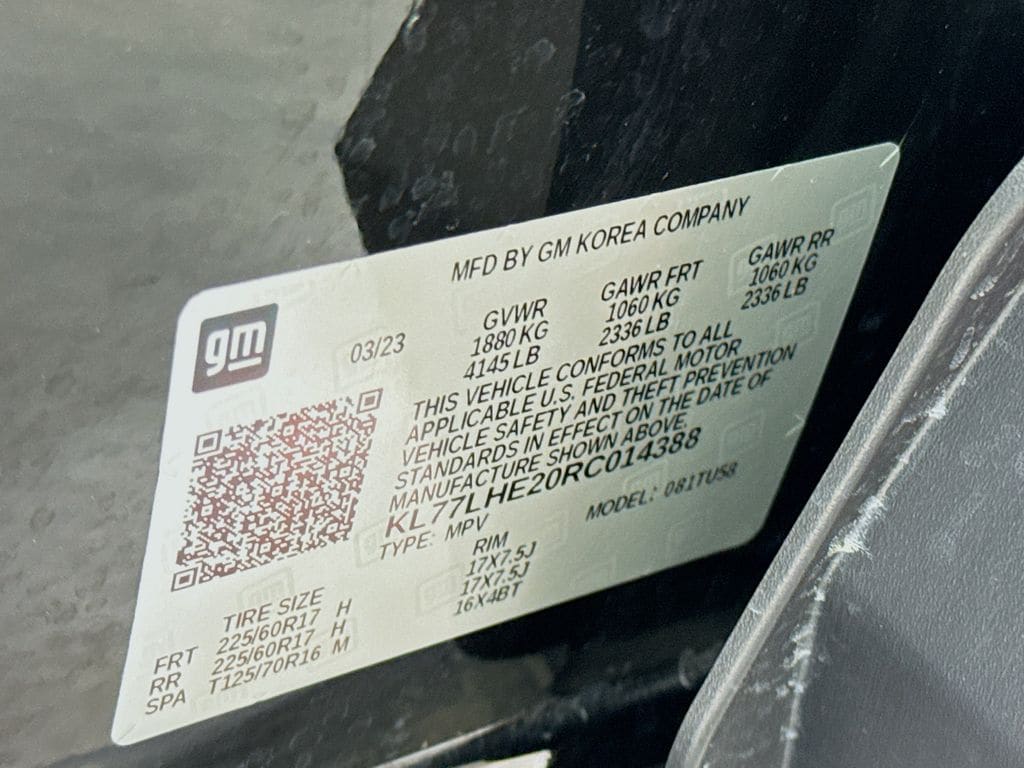 MFD BY GM KOREA COMPANY
gm
03/23
GVWR GAWR FRT GAWR RR
1880 KG 1060 KG 1060 KG
4145 LB 2336 LB 2336 LB
THIS VEHICLE CONFORMS TO ALL
APPLICABLE U.S. FEDERAL MOTOR
VEHICLE SAFETY AND THEFT PREVENTION
STANDARDS IN EFFECT ON THE DATE OF
MANUFACTURE SHOWN ABOVE.
KL77LHE20RC014388
TYPE: MPV MODEL: 081TU58
TIRE SIZE RIM
FRT 225/60R17 H 17X7.5J
RR 225/60R17 H 17X7.5J
SPA T125/70R16 M 16X4BT